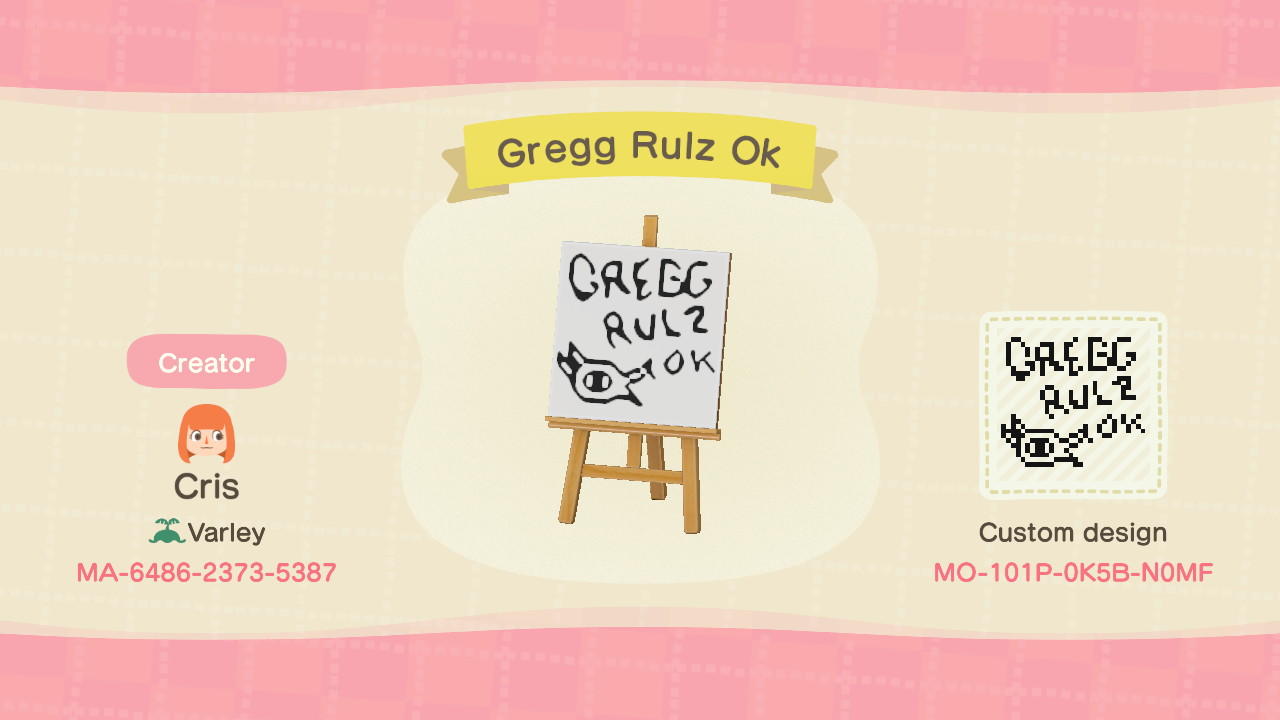 Gregg Rulz Ok
GREGG
RULZ
OK
GREGG
RULZ
OK
Creator
Cris
Varley
MA-6486-2373-5387
Custom design
MO-101P-0K5B-N0MF